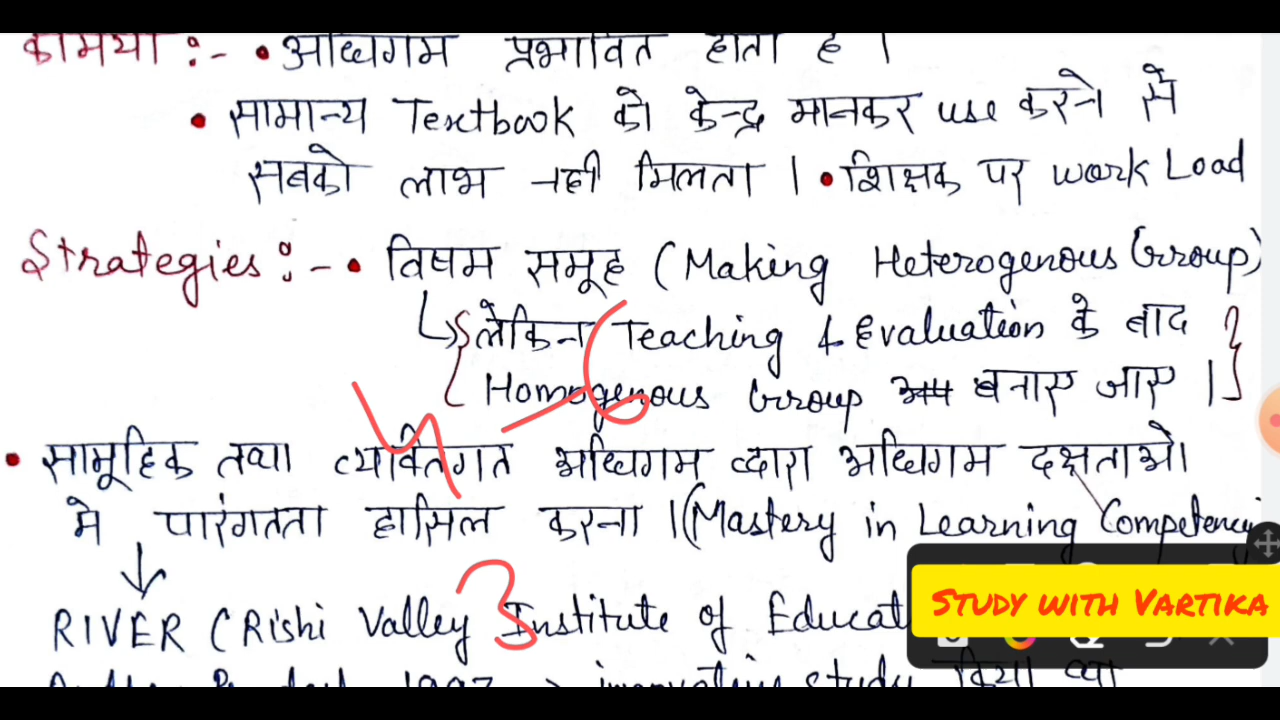 कमियाँ :- • अधिगम प्रभावित होता है ।
• सामान्य Textbook को केन्द्र मानकर use करने से
सबको लाभ नही मिलता । • शिक्षक पर work Load
Strategies :- • विषम समूह (Making Heterogenous Group)
↳ { लेकिन Teaching & Evaluation के बाद
Homogenous Group बनाए जाए । }
• सामूहिक तथा व्यक्तिगत अधिगम द्वारा अधिगम दक्षताओ
मे पारंगतता हासिल करना । (Mastery in Learning Competency
↓
RIVER (Rishi Valley Institute of Educat
STUDY WITH VARTIKA
innovative study किया था